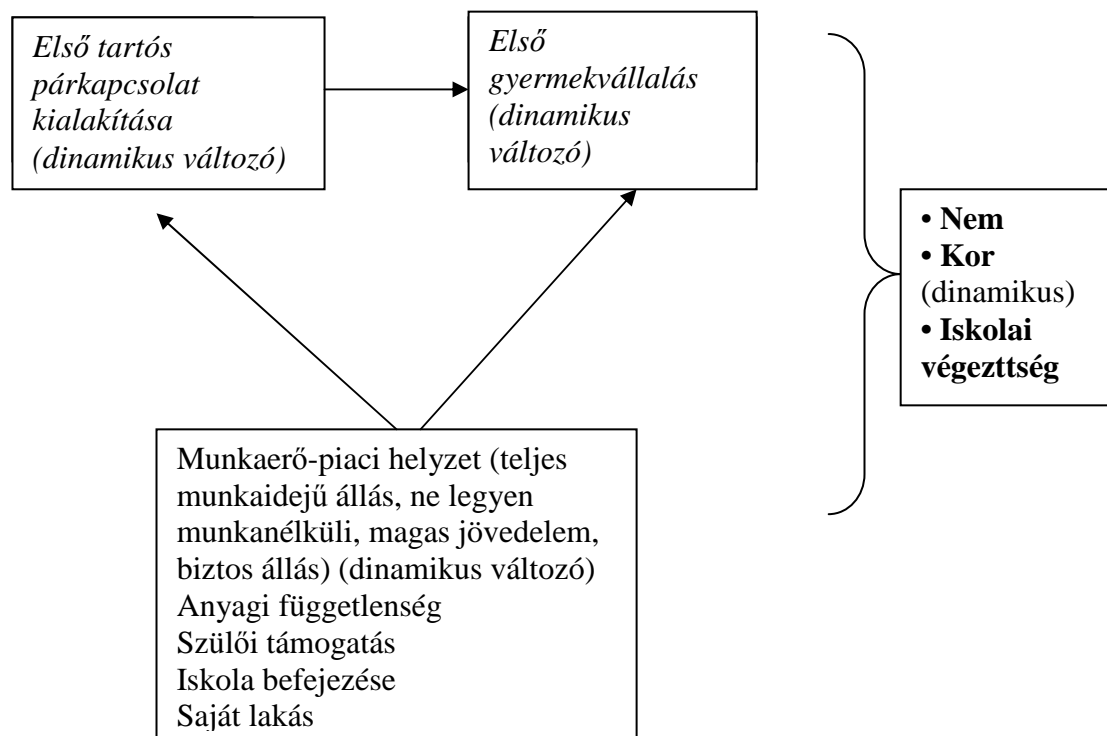 Első tartós
párkapcsolat
kialakítása
(dinamikus változó)
Első
gyermekvállalás
(dinamikus
változó)
• Nem
• Kor
(dinamikus)
• Iskolai
végezttség
Munkaerő-piaci helyzet (teljes
munkaidejű állás, ne legyen
munkanélküli, magas jövedelem,
biztos állás) (dinamikus változó)
Anyagi függetlenség
Szülői támogatás
Iskola befejezése
Saját lakás